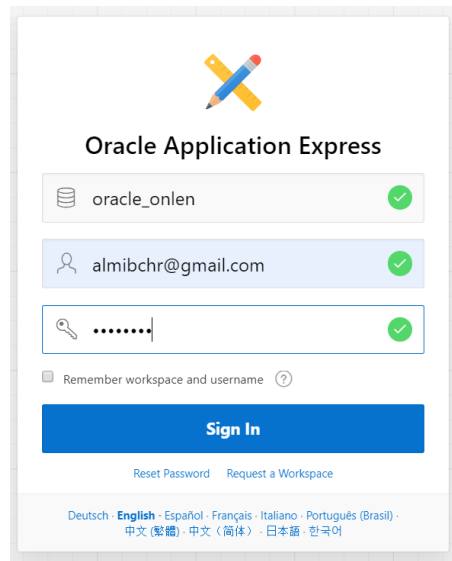 Oracle Application Express
oracle_onlen
almibchr@gmail.com
••••••••
Remember workspace and username ?
Sign In
Reset Password Request a Workspace
Deutsch · English · Español · Français · Italiano · Português (Brasil) ·
中文 (繁體) · 中文（简体） · 日本語 · 한국어